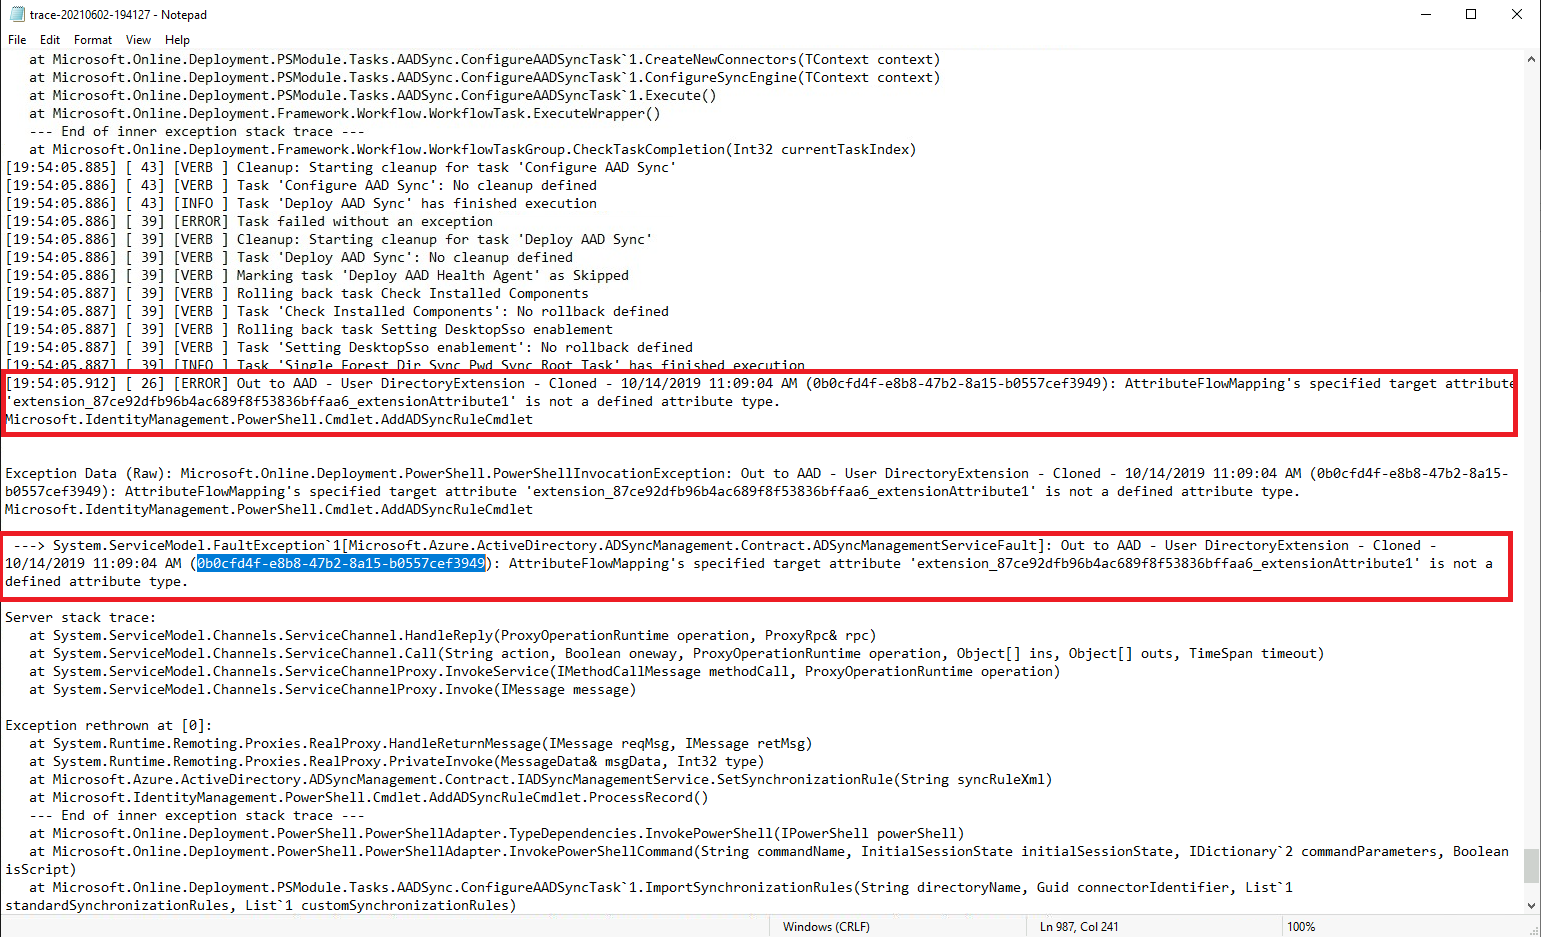 trace-20210602-194127 - Notepad
File Edit Format View Help
at Microsoft.Online.Deployment.PSModule.Tasks.AADSync.ConfigureAADSyncTask`1.CreateNewConnectors(TContext context)
at Microsoft.Online.Deployment.PSModule.Tasks.AADSync.ConfigureAADSyncTask`1.ConfigureSyncEngine(TContext context)
at Microsoft.Online.Deployment.PSModule.Tasks.AADSync.ConfigureAADSyncTask`1.Execute()
at Microsoft.Online.Deployment.Framework.Workflow.WorkflowTask.ExecuteWrapper()
--- End of inner exception stack trace ---
at Microsoft.Online.Deployment.Framework.Workflow.WorkflowTaskGroup.CheckTaskCompletion(Int32 currentTaskIndex)
[19:54:05.885] [ 43] [VERB ] Cleanup: Starting cleanup for task 'Configure AAD Sync'
[19:54:05.886] [ 43] [VERB ] Task 'Configure AAD Sync': No cleanup defined
[19:54:05.886] [ 43] [INFO ] Task 'Deploy AAD Sync' has finished execution
[19:54:05.886] [ 39] [ERROR] Task failed without an exception
[19:54:05.886] [ 39] [VERB ] Cleanup: Starting cleanup for task 'Deploy AAD Sync'
[19:54:05.886] [ 39] [VERB ] Task 'Deploy AAD Sync': No cleanup defined
[19:54:05.886] [ 39] [VERB ] Marking task 'Deploy AAD Health Agent' as Skipped
[19:54:05.887] [ 39] [VERB ] Rolling back task Check Installed Components
[19:54:05.887] [ 39] [VERB ] Task 'Check Installed Components': No rollback defined
[19:54:05.887] [ 39] [VERB ] Rolling back task Setting DesktopSso enablement
[19:54:05.887] [ 39] [VERB ] Task 'Setting DesktopSso enablement': No rollback defined
[19:54:05.887] [ 39] [INFO ] Task 'Single Forest Dir Sync Pwd Sync Root Task' has finished execution
[19:54:05.912] [ 26] [ERROR] Out to AAD - User DirectoryExtension - Cloned - 10/14/2019 11:09:04 AM (0b0cfd4f-e8b8-47b2-8a15-b0557cef3949): AttributeFlowMapping's specified target attribute
'extension_87ce92dfb96b4ac689f8f53836bffaa6_extensionAttribute1' is not a defined attribute type.
Microsoft.IdentityManagement.PowerShell.Cmdlet.AddADSyncRuleCmdlet
Exception Data (Raw): Microsoft.Online.Deployment.PowerShell.PowerShellInvocationException: Out to AAD - User DirectoryExtension - Cloned - 10/14/2019 11:09:04 AM (0b0cfd4f-e8b8-47b2-8a15-
b0557cef3949): AttributeFlowMapping's specified target attribute 'extension_87ce92dfb96b4ac689f8f53836bffaa6_extensionAttribute1' is not a defined attribute type.
Microsoft.IdentityManagement.PowerShell.Cmdlet.AddADSyncRuleCmdlet
---> System.ServiceModel.FaultException`1[Microsoft.Azure.ActiveDirectory.ADSyncManagement.Contract.ADSyncManagementServiceFault]: Out to AAD - User DirectoryExtension - Cloned -
10/14/2019 11:09:04 AM (0b0cfd4f-e8b8-47b2-8a15-b0557cef3949): AttributeFlowMapping's specified target attribute 'extension_87ce92dfb96b4ac689f8f53836bffaa6_extensionAttribute1' is not a
defined attribute type.
Server stack trace:
at System.ServiceModel.Channels.ServiceChannel.HandleReply(ProxyOperationRuntime operation, ProxyRpc& rpc)
at System.ServiceModel.Channels.ServiceChannel.Call(String action, Boolean oneway, ProxyOperationRuntime operation, Object[] ins, Object[] outs, TimeSpan timeout)
at System.ServiceModel.Channels.ServiceChannelProxy.InvokeService(IMethodCallMessage methodCall, ProxyOperationRuntime operation)
at System.ServiceModel.Channels.ServiceChannelProxy.Invoke(IMessage message)
Exception rethrown at [0]:
at System.Runtime.Remoting.Proxies.RealProxy.HandleReturnMessage(IMessage reqMsg, IMessage retMsg)
at System.Runtime.Remoting.Proxies.RealProxy.PrivateInvoke(MessageData& msgData, Int32 type)
at Microsoft.Azure.ActiveDirectory.ADSyncManagement.Contract.IADSyncManagementService.SetSynchronizationRule(String syncRuleXml)
at Microsoft.IdentityManagement.PowerShell.Cmdlet.AddADSyncRuleCmdlet.ProcessRecord()
--- End of inner exception stack trace ---
at Microsoft.Online.Deployment.PowerShell.PowerShellAdapter.TypeDependencies.InvokePowerShell(IPowerShell powerShell)
at Microsoft.Online.Deployment.PowerShell.PowerShellAdapter.InvokePowerShellCommand(String commandName, InitialSessionState initialSessionState, IDictionary`2 commandParameters, Boolean
isScript)
at Microsoft.Online.Deployment.PSModule.Tasks.AADSync.ConfigureAADSyncTask`1.ImportSynchronizationRules(String directoryName, Guid connectorIdentifier, List`1
standardSynchronizationRules, List`1 customSynchronizationRules)
Windows (CRLF) Ln 987, Col 241 100%